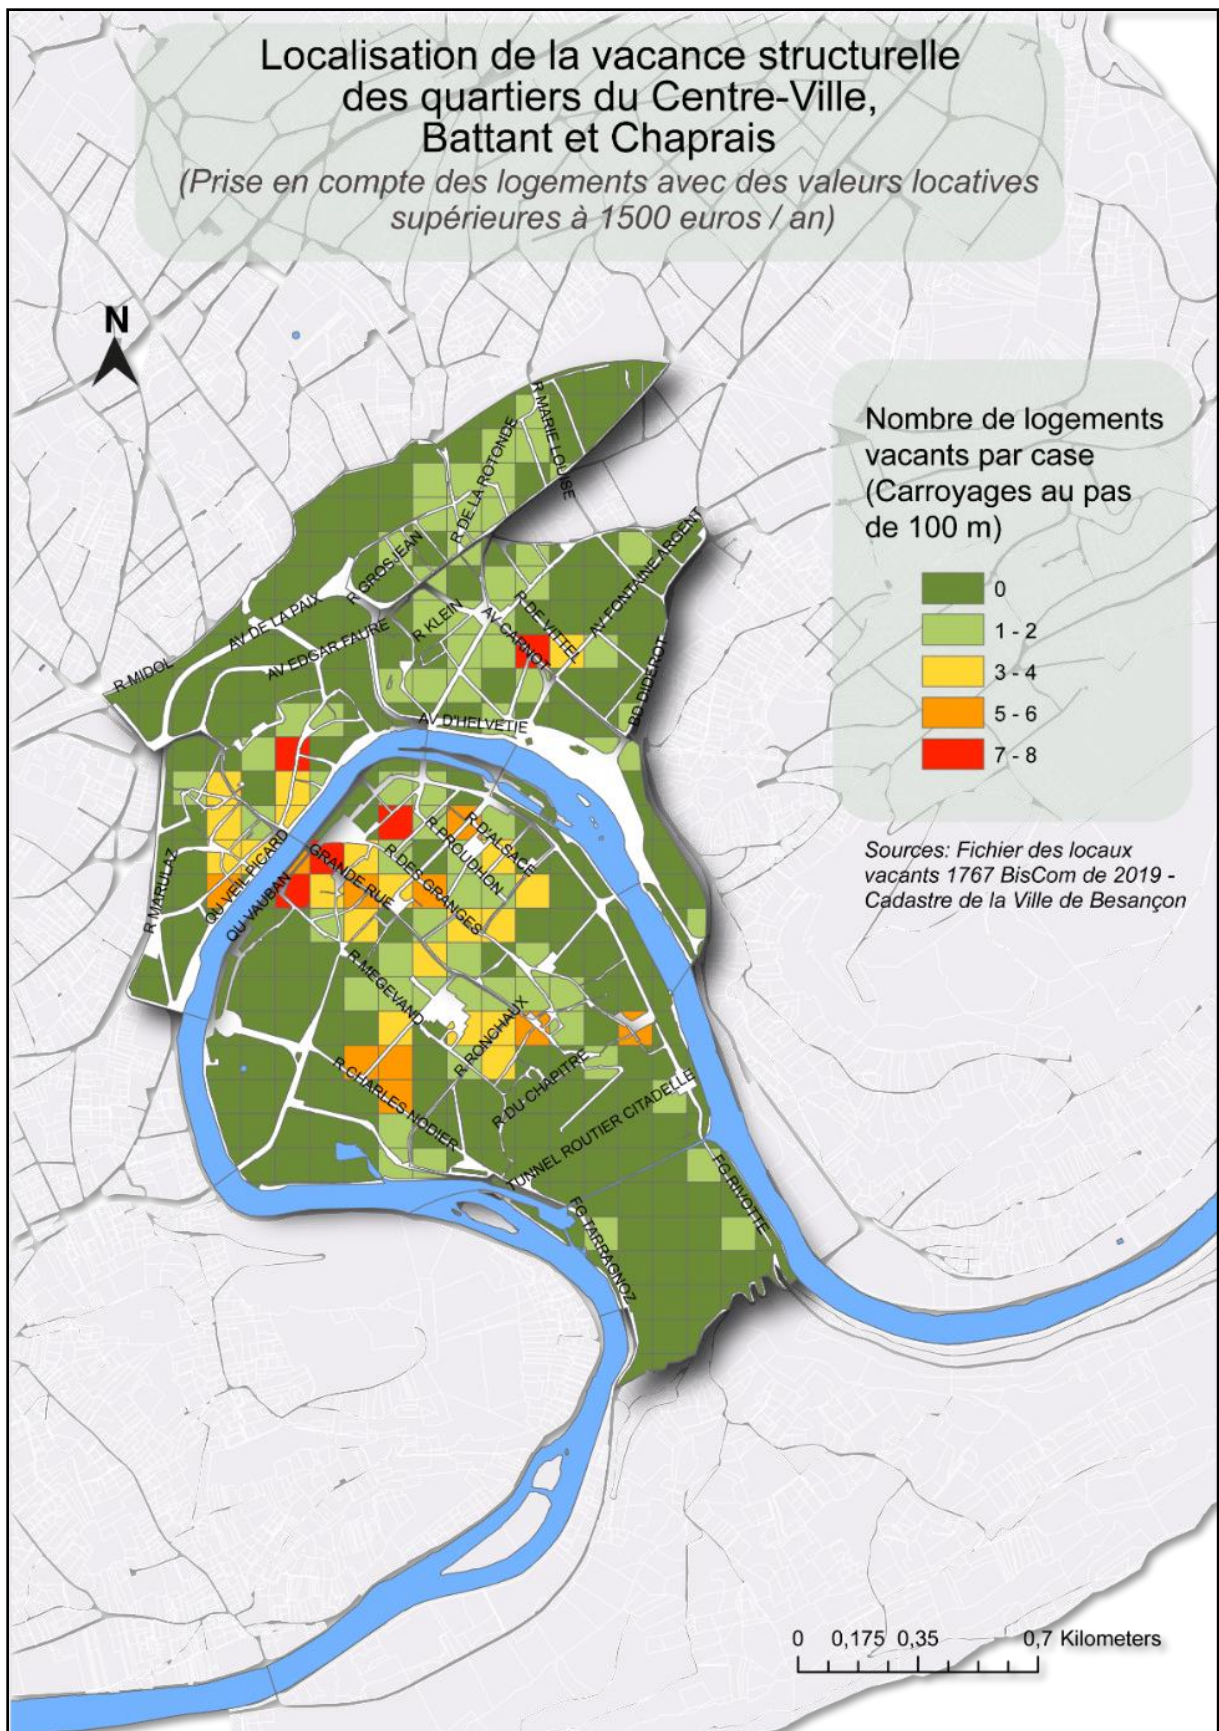 Localisation de la vacance structurelle
des quartiers du Centre-Ville,
Battant et Chaprais
(Prise en compte des logements avec des valeurs locatives
supérieures à 1500 euros / an)
N
Nombre de logements
vacants par case
(Carroyages au pas
de 100 m)
0
1 - 2
3 - 4
5 - 6
7 - 8
Sources: Fichier des locaux
vacants 1767 BisCom de 2019 -
Cadastre de la Ville de Besançon
R MARIE LOUISE
R DE LA ROTONDE
R GROSJEAN
AV FONTAINE ARGENT
R DE VITTEL
AV CARNOT
R KLEIN
AV DE LA PAIX
AV EDGAR FAURE
R MIDOL
BD DIDEROT
AV D'HELVETIE
R D'ALSACE
R PROUDHON
R DES GRANGES
GRANDE RUE
QU VEIL PICARD
QU VAUBAN
R MARULAZ
R MEGEVAND
R RONCHAUX
R DU CHAPITRE
R CHARLES NODIER
TUNNEL ROUTIER CITADELLE
FG RIVOTTE
FG TARRAGNOZ
0 0,175 0,35 0,7 Kilometers